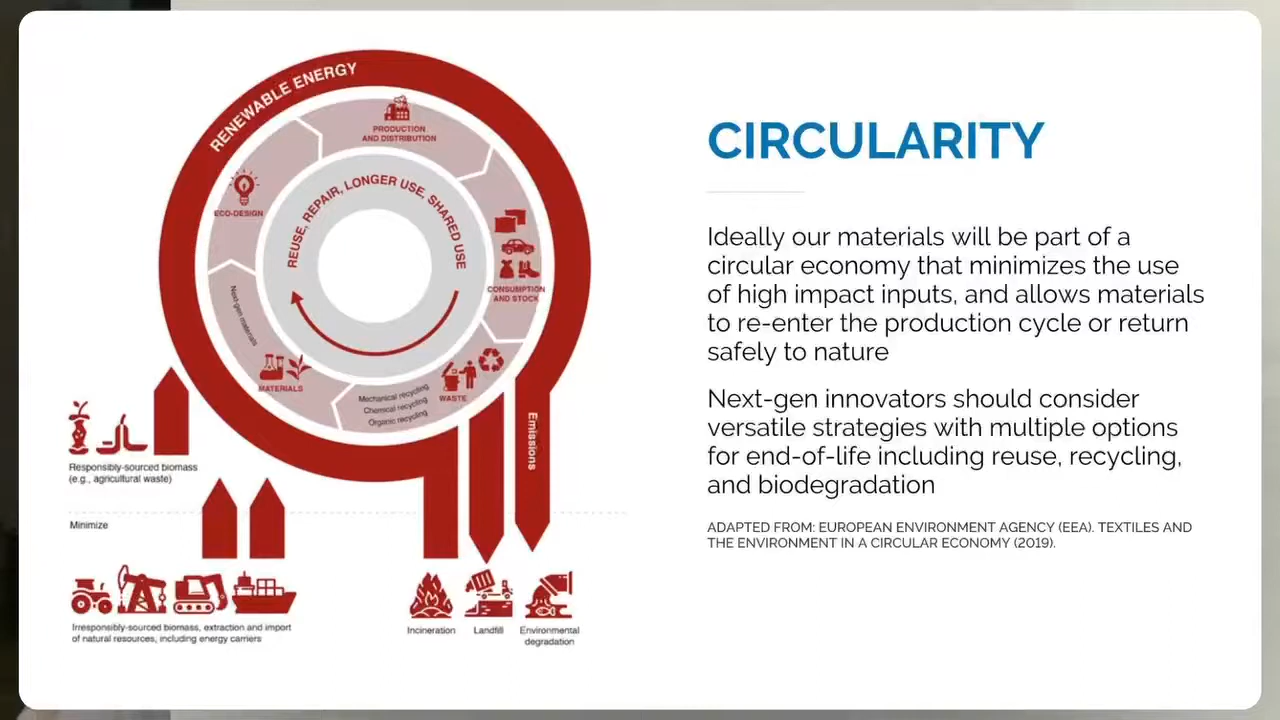 RENEWABLE ENERGY
PRODUCTION
AND DISTRIBUTION
ECO-DESIGN
REUSE, REPAIR, LONGER USE, SHARED USE
CONSUMPTION
AND STOCK
Next-gen materials
MATERIALS
Mechanical recycling
Chemical recycling
Organic recycling
WASTE
Emissions
Responsibly-sourced biomass
(e.g., agricultural waste)
Minimize
Irresponsibly-sourced biomass, extraction and import
of natural resources, including energy carriers
Incineration
Landfill
Environmental
degradation
CIRCULARITY
Ideally our materials will be part of a
circular economy that minimizes the use
of high impact inputs, and allows materials
to re-enter the production cycle or return
safely to nature
Next-gen innovators should consider
versatile strategies with multiple options
for end-of-life including reuse, recycling,
and biodegradation
ADAPTED FROM: EUROPEAN ENVIRONMENT AGENCY (EEA). TEXTILES AND
THE ENVIRONMENT IN A CIRCULAR ECONOMY (2019).